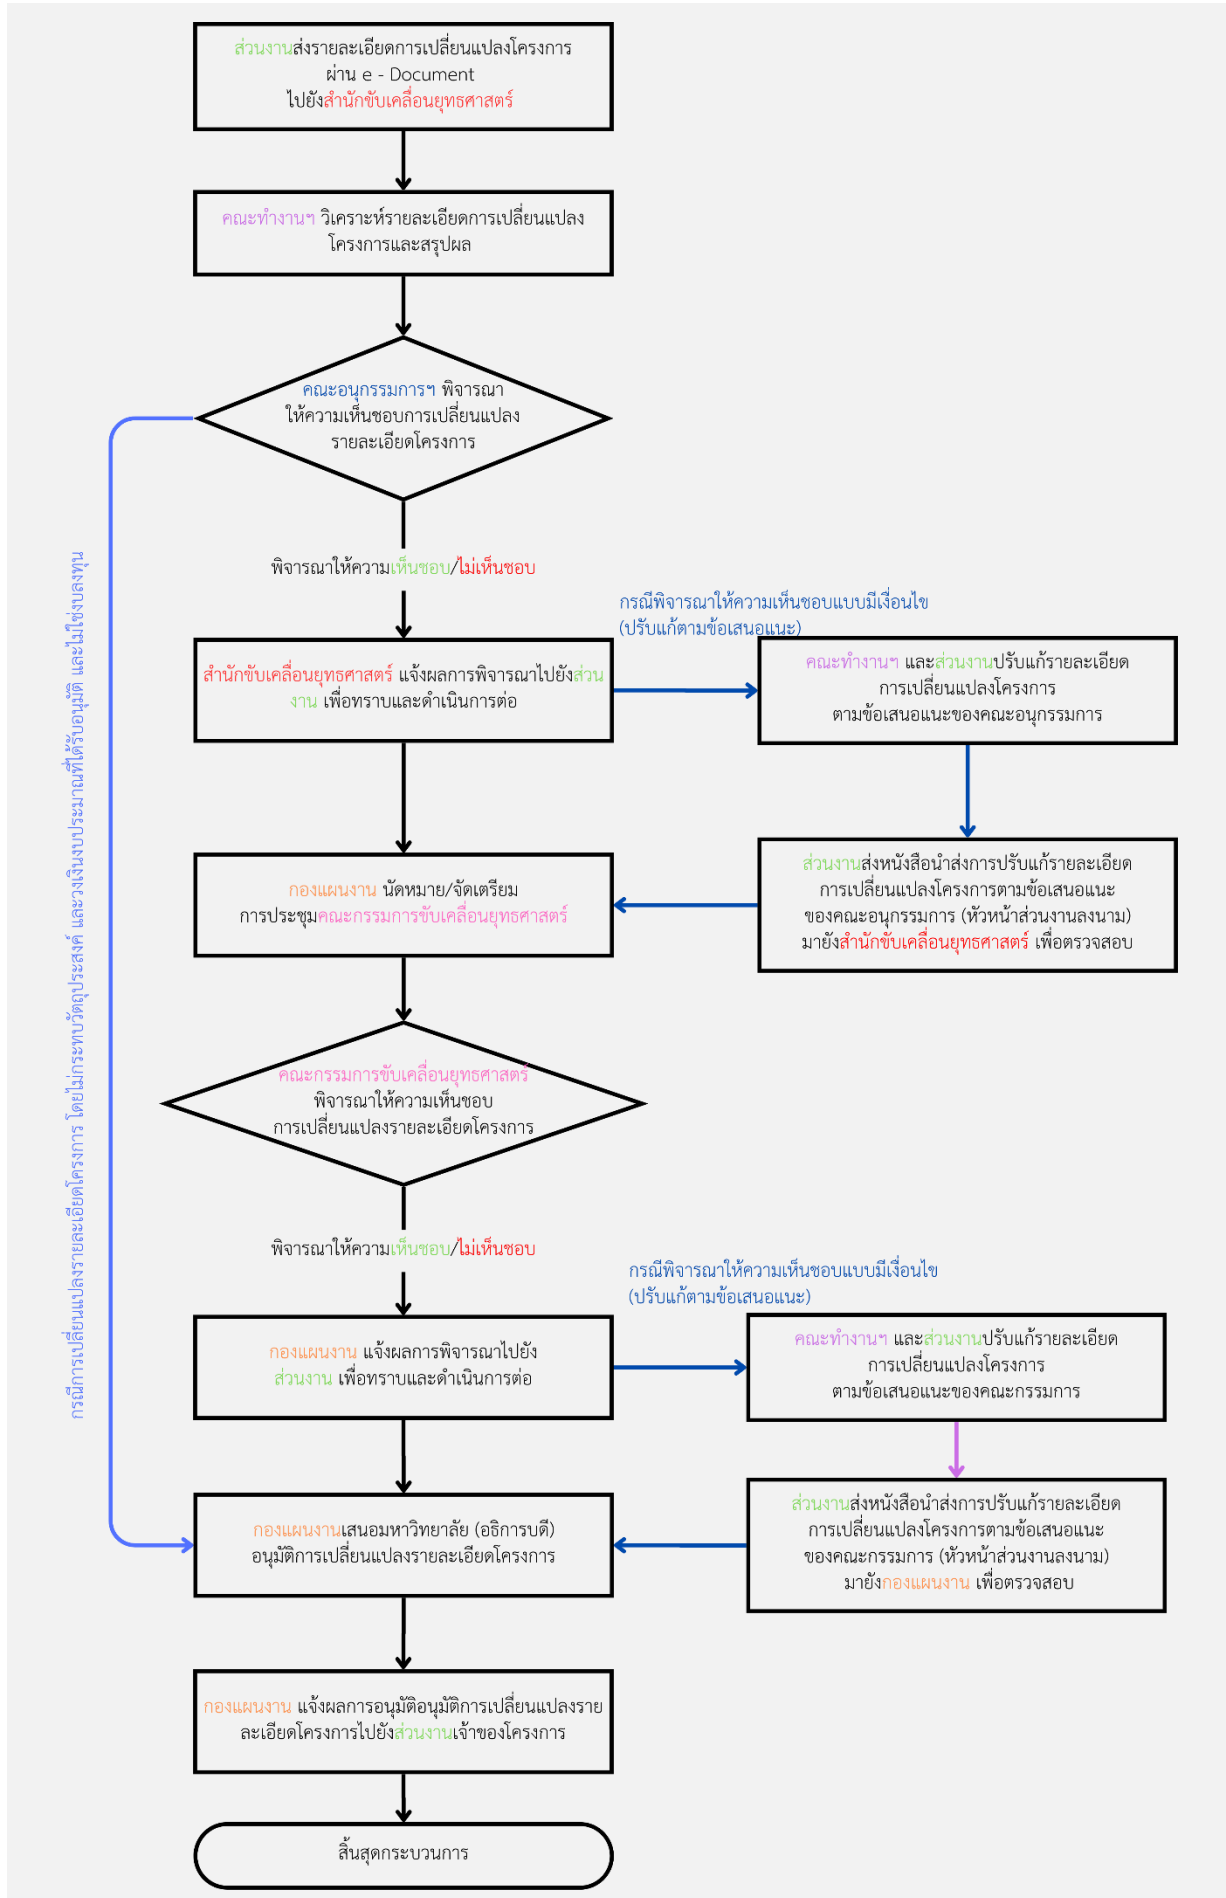 ส่วนงานส่งรายละเอียดการเปลี่ยนแปลงโครงการ
ผ่าน e - Document
ไปยังสำนักขับเคลื่อนยุทธศาสตร์
คณะทำงานฯ วิเคราะห์รายละเอียดการเปลี่ยนแปลง
โครงการและสรุปผล
คณะอนุกรรมการฯ พิจารณา
ให้ความเห็นชอบการเปลี่ยนแปลง
รายละเอียดโครงการ
กรณีการเปลี่ยนแปลงรายละเอียดโครงการ โดยไม่กระทบวัตถุประสงค์ และวงเงินงบประมาณที่ได้รับอนุมัติ และไม่ใช่งบลงทุน
พิจารณาให้ความเห็นชอบ/ไม่เห็นชอบ
กรณีพิจารณาให้ความเห็นชอบแบบมีเงื่อนไข
(ปรับแก้ตามข้อเสนอแนะ)
สำนักขับเคลื่อนยุทธศาสตร์ แจ้งผลการพิจารณาไปยังส่วน
งาน เพื่อทราบและดำเนินการต่อ
คณะทำงานฯ และส่วนงานปรับแก้รายละเอียด
การเปลี่ยนแปลงโครงการ
ตามข้อเสนอแนะของคณะอนุกรรมการ
ส่วนงานส่งหนังสือนำส่งการปรับแก้รายละเอียด
การเปลี่ยนแปลงโครงการตามข้อเสนอแนะ
ของคณะอนุกรรมการ (หัวหน้าส่วนงานลงนาม)
มายังสำนักขับเคลื่อนยุทธศาสตร์ เพื่อตรวจสอบ
กองแผนงาน นัดหมาย/จัดเตรียม
การประชุมคณะกรรมการขับเคลื่อนยุทธศาสตร์
คณะกรรมการขับเคลื่อนยุทธศาสตร์
พิจารณาให้ความเห็นชอบ
การเปลี่ยนแปลงรายละเอียดโครงการ
พิจารณาให้ความเห็นชอบ/ไม่เห็นชอบ
กรณีพิจารณาให้ความเห็นชอบแบบมีเงื่อนไข
(ปรับแก้ตามข้อเสนอแนะ)
กองแผนงาน แจ้งผลการพิจารณาไปยัง
ส่วนงาน เพื่อทราบและดำเนินการต่อ
คณะทำงานฯ และส่วนงานปรับแก้รายละเอียด
การเปลี่ยนแปลงโครงการ
ตามข้อเสนอแนะของคณะกรรมการ
ส่วนงานส่งหนังสือนำส่งการปรับแก้รายละเอียด
การเปลี่ยนแปลงโครงการตามข้อเสนอแนะ
ของคณะกรรมการ (หัวหน้าส่วนงานลงนาม)
มายังกองแผนงาน เพื่อตรวจสอบ
กองแผนงานเสนอมหาวิทยาลัย (อธิการบดี)
อนุมัติการเปลี่ยนแปลงรายละเอียดโครงการ
กองแผนงาน แจ้งผลการอนุมัติอนุมัติการเปลี่ยนแปลงราย
ละเอียดโครงการไปยังส่วนงานเจ้าของโครงการ
สิ้นสุดกระบวนการ